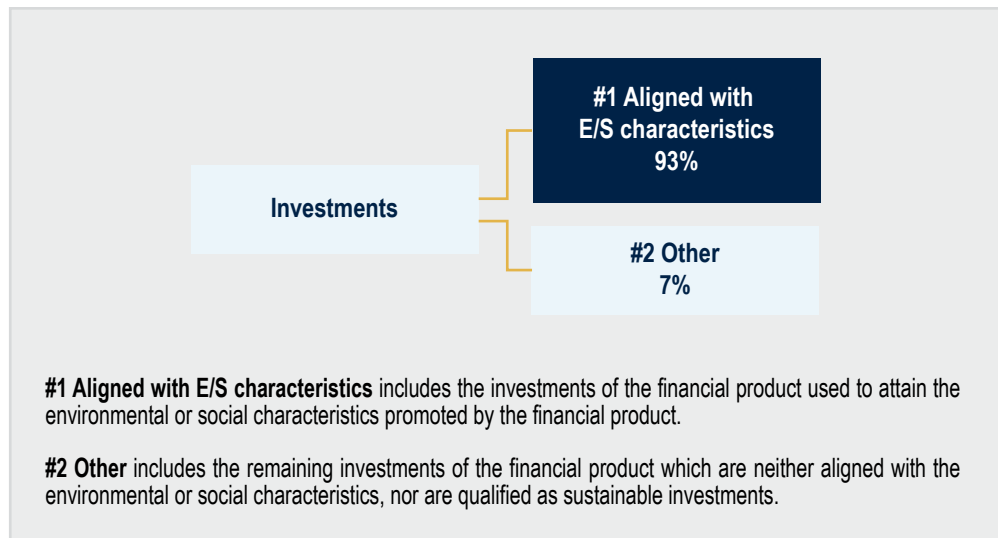 #1 Aligned with
E/S characteristics
93%
Investments
#2 Other
7%
#1 Aligned with E/S characteristics includes the investments of the financial product used to attain the
environmental or social characteristics promoted by the financial product.
#2 Other includes the remaining investments of the financial product which are neither aligned with the
environmental or social characteristics, nor are qualified as sustainable investments.